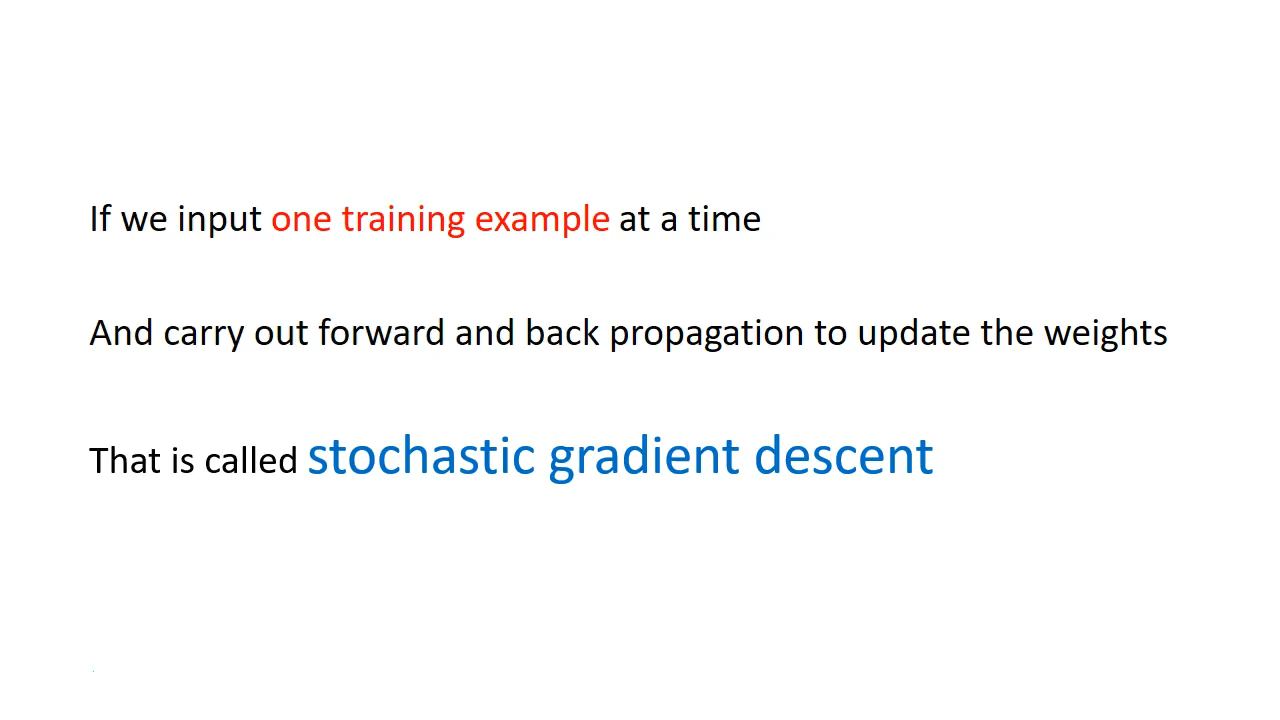 If we input one training example at a time
And carry out forward and back propagation to update the weights
That is called stochastic gradient descent